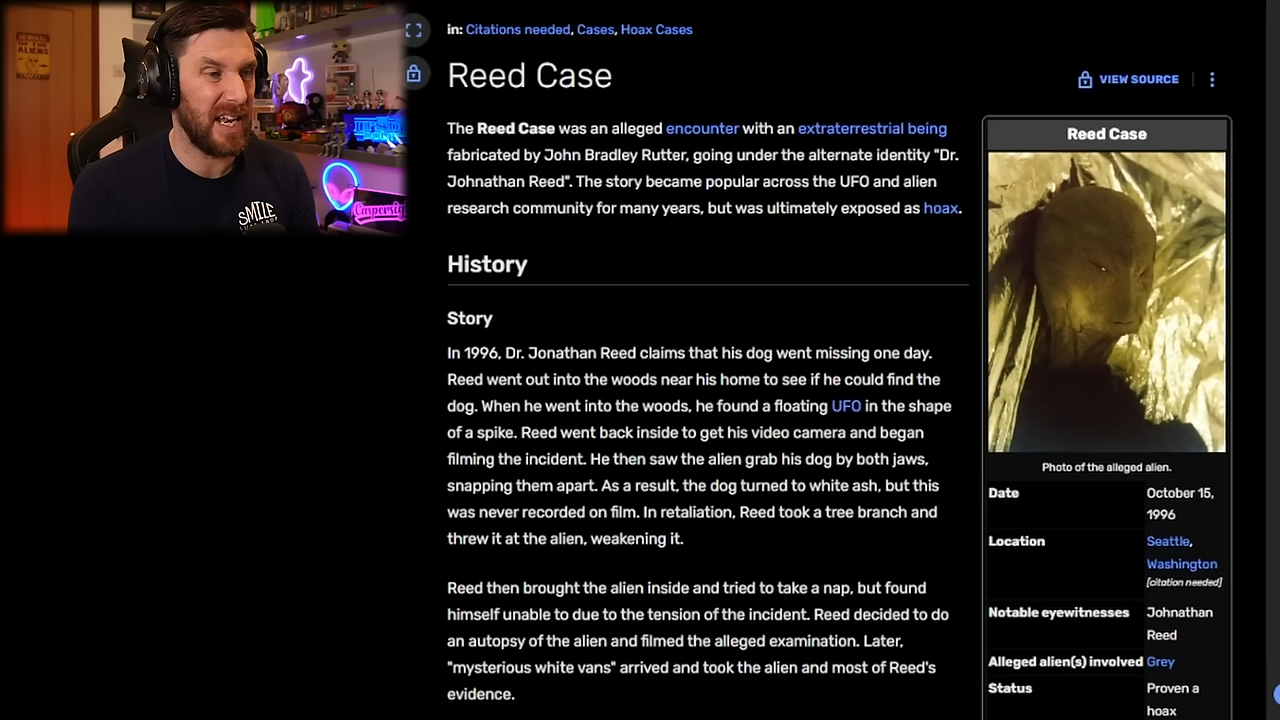 BEWARE
OF THE
ALIENS
SMILE
Caspersight
in: Citations needed, Cases, Hoax Cases
Reed Case
VIEW SOURCE
The Reed Case was an alleged encounter with an extraterrestrial being
fabricated by John Bradley Rutter, going under the alternate identity "Dr.
Johnathan Reed". The story became popular across the UFO and alien
research community for many years, but was ultimately exposed as hoax.
History
Story
In 1996, Dr. Jonathan Reed claims that his dog went missing one day.
Reed went out into the woods near his home to see if he could find the
dog. When he went into the woods, he found a floating UFO in the shape
of a spike. Reed went back inside to get his video camera and began
filming the incident. He then saw the alien grab his dog by both jaws,
snapping them apart. As a result, the dog turned to white ash, but this
was never recorded on film. In retaliation, Reed took a tree branch and
threw it at the alien, weakening it.
Reed then brought the alien inside and tried to take a nap, but found
himself unable to due to the tension of the incident. Reed decided to do
an autopsy of the alien and filmed the alleged examination. Later,
"mysterious white vans" arrived and took the alien and most of Reed's
evidence.
Reed Case
Photo of the alleged alien.
Date October 15,
1996
Location Seattle,
Washington
[citation needed]
Notable eyewitnesses Johnathan
Reed
Alleged alien(s) involved Grey
Status Proven a
hoax